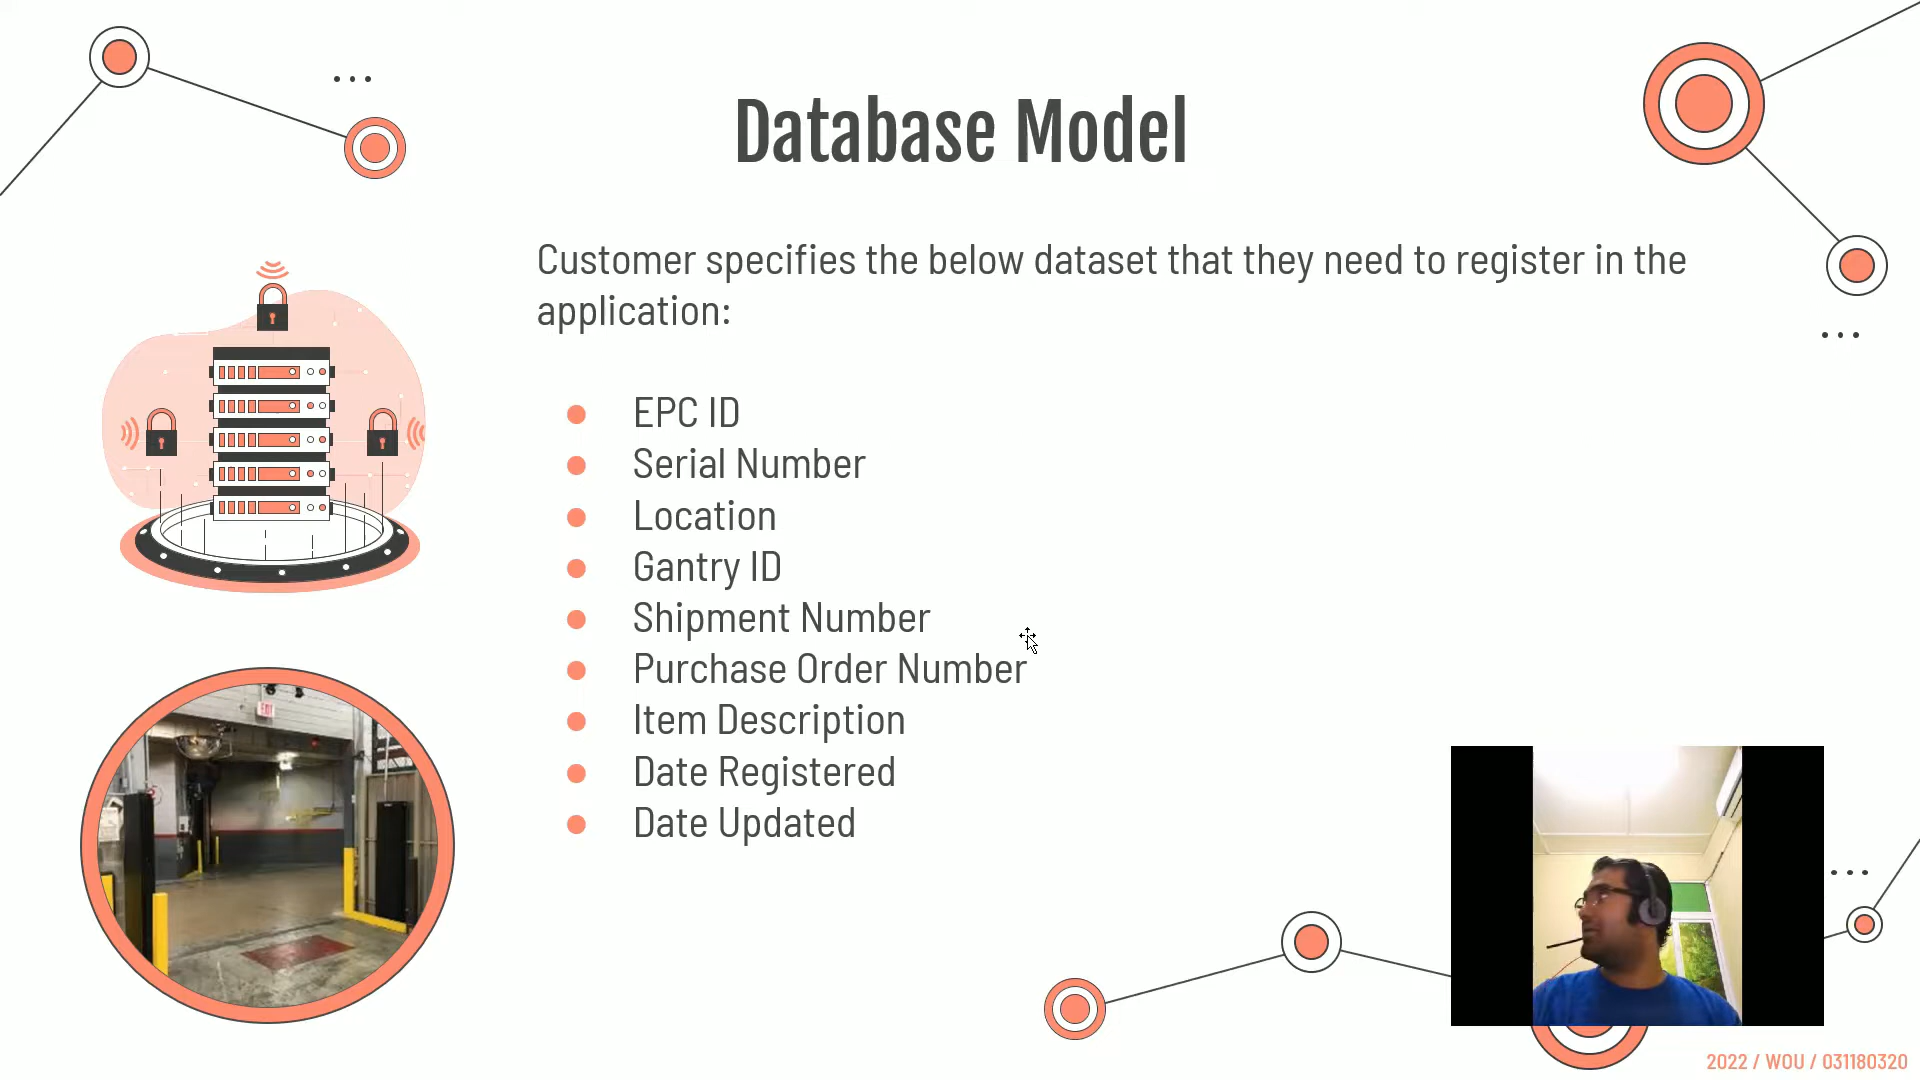 Database Model
Customer specifies the below dataset that they need to register in the
application:
EPC ID
Serial Number
Location
Gantry ID
Shipment Number
Purchase Order Number
Item Description
Date Registered
Date Updated
EXIT
2022 / WOU / 031180320